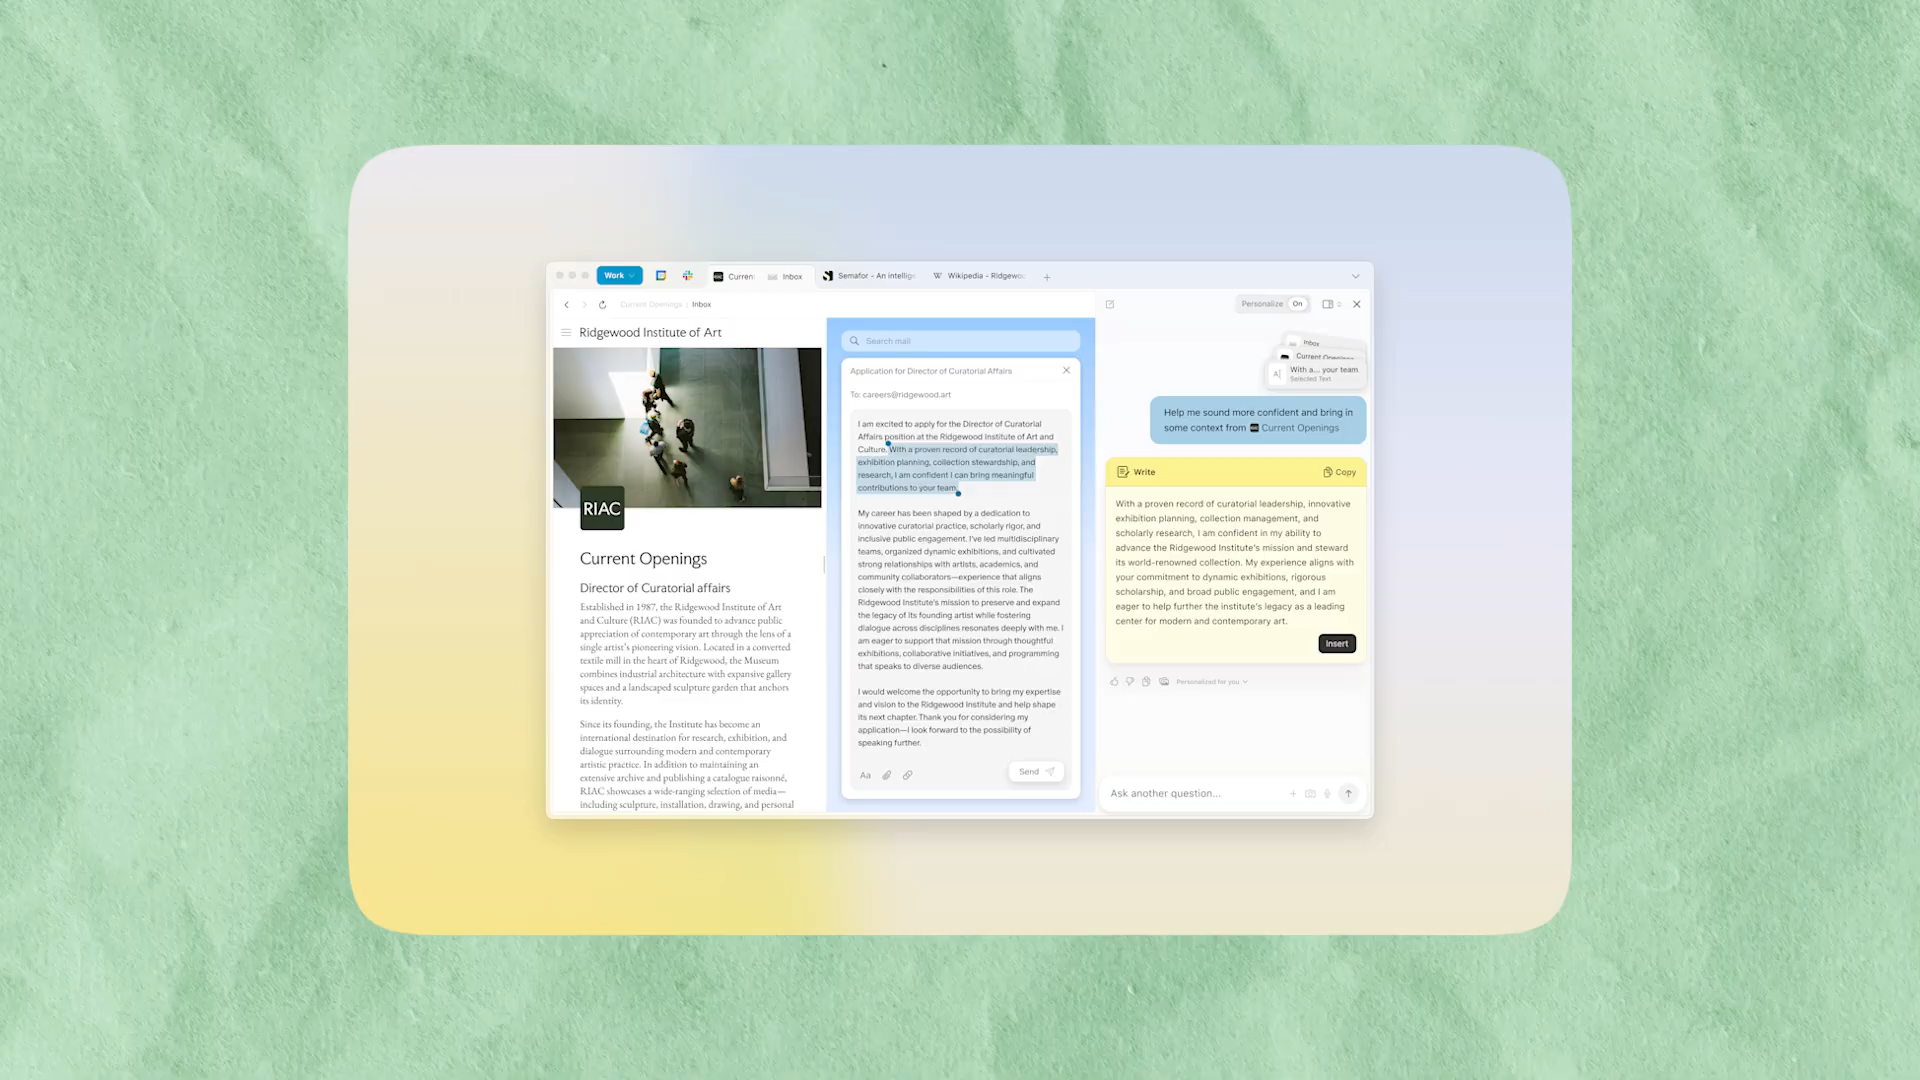 Work
Curren
Inbox
Semafor - An intellig
Wikipedia - Ridgewo
Current Openings
Inbox
Personalize On
Ridgewood Institute of Art
RIAC
Current Openings
Director of Curatorial affairs
Established in 1987, the Ridgewood Institute of Art
and Culture (RIAC) was founded to advance public
appreciation of contemporary art through the lens of a
single artist's pioneering vision. Located in a converted
textile mill in the heart of Ridgewood, the Museum
combines industrial architecture with expansive gallery
spaces and a landscaped sculpture garden that anchors
its identity.
Since its founding, the Institute has become an
international destination for research, exhibition, and
dialogue surrounding modern and contemporary
artistic practice. In addition to maintaining an
extensive archive and publishing a catalogue raisonné,
RIAC showcases a wide-ranging selection of media—
including sculpture, installation, drawing, and personal
Search mail
Application for Director of Curatorial Affairs
To: careers@ridgewood.art
I am excited to apply for the Director of Curatorial
Affairs position at the Ridgewood Institute of Art and
Culture. With a proven record of curatorial leadership,
exhibition planning, collection stewardship, and
research, I am confident I can bring meaningful
contributions to your team.
My career has been shaped by a dedication to
innovative curatorial practice, scholarly rigor, and
inclusive public engagement. I've led multidisciplinary
teams, organized dynamic exhibitions, and cultivated
strong relationships with artists, academics, and
community collaborators—experience that aligns
closely with the responsibilities of this role. The
Ridgewood Institute's mission to preserve and expand
the legacy of its founding artist while fostering
dialogue across disciplines resonates deeply with me. I
am eager to support that mission through thoughtful
exhibitions, collaborative initiatives, and programming
that speaks to diverse audiences.
I would welcome the opportunity to bring my expertise
and vision to the Ridgewood Institute and help shape
its next chapter. Thank you for considering my
application—I look forward to the possibility of
speaking further.
Aa
Send
Inbox
Current Openings
With a... your team.
Selected Text
Help me sound more confident and bring in
some context from RIAC Current Openings
Write
Copy
With a proven record of curatorial leadership, innovative
exhibition planning, collection management, and
scholarly research, I am confident in my ability to
advance the Ridgewood Institute's mission and steward
its world-renowned collection. My experience aligns with
your commitment to dynamic exhibitions, rigorous
scholarship, and broad public engagement, and I am
eager to help further the institute's legacy as a leading
center for modern and contemporary art.
Insert
Personalized for you
Ask another question...